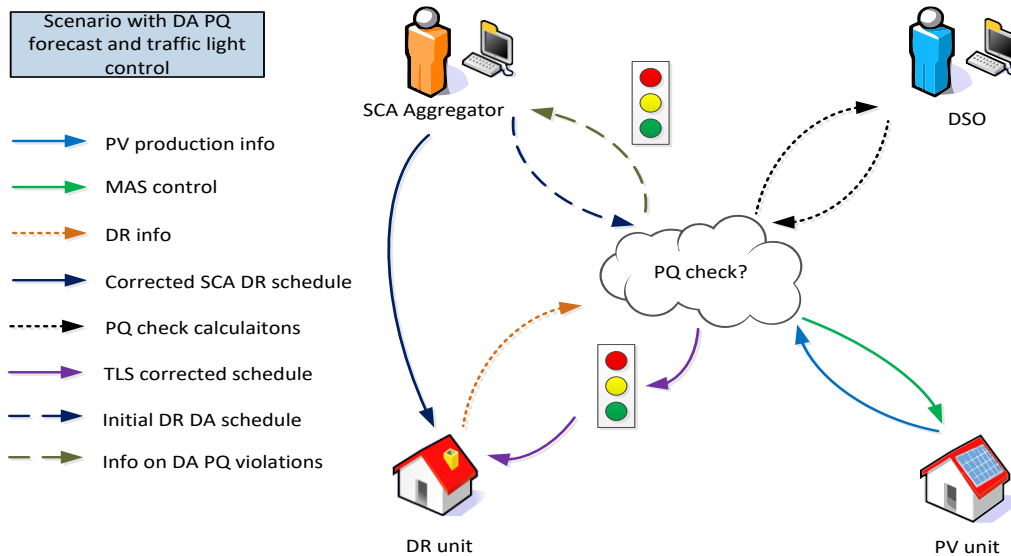 Scenario with DA PQ
forecast and traffic light
control
SCA Aggregator
DSO
PV production info
MAS control
DR info
Corrected SCA DR schedule
PQ check calculaitons
TLS corrected schedule
Initial DR DA schedule
Info on DA PQ violations
PQ check?
DR unit
PV unit